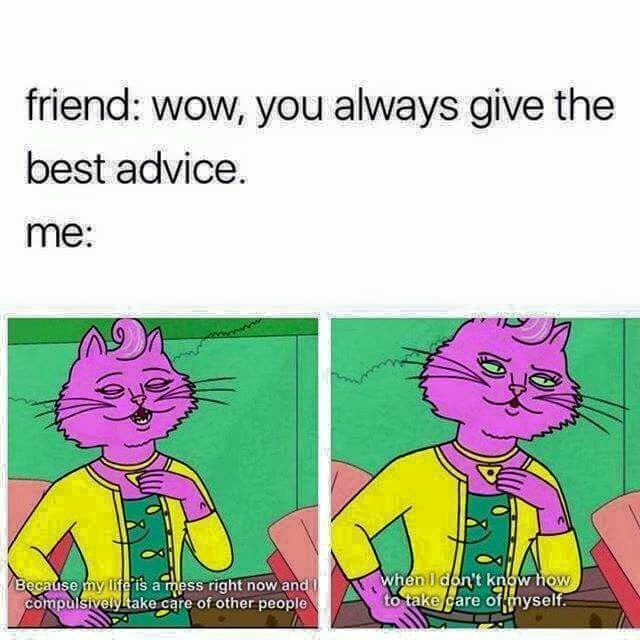 friend: wow, you always give the
best advice.
me:
Because my life is a mess right now and I
compulsively take care of other people
when I don't know how
to take care of myself.